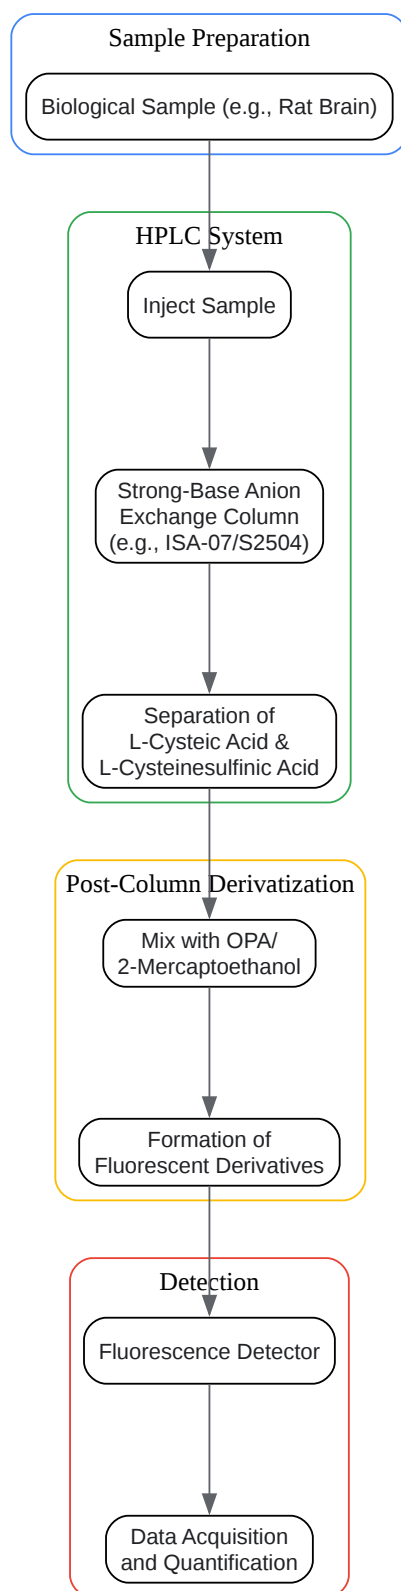 Sample Preparation
Biological Sample (e.g., Rat Brain)
HPLC System
Inject Sample
Strong-Base Anion
Exchange Column
(e.g., ISA-07/S2504)
Separation of
L-Cysteic Acid &
L-Cysteinesulfinic Acid
Post-Column Derivatization
Mix with OPA/
2-Mercaptoethanol
Formation of
Fluorescent Derivatives
Detection
Fluorescence Detector
Data Acquisition
and Quantification